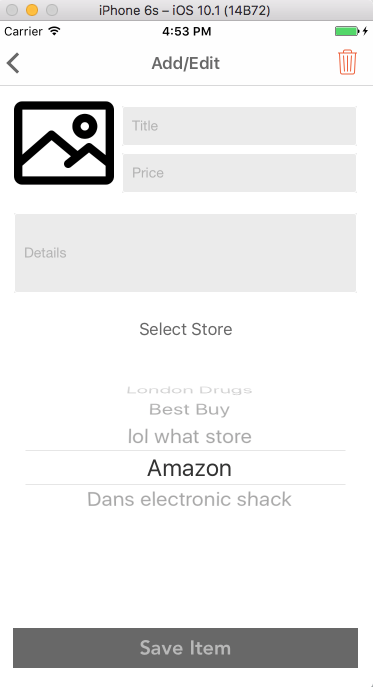 iPhone 6s – iOS 10.1 (14B72)
Carrier 4:53 PM
Add/Edit
Title
Price
Details
Select Store
London Drugs
Best Buy
lol what store
Amazon
Dans electronic shack
Save Item